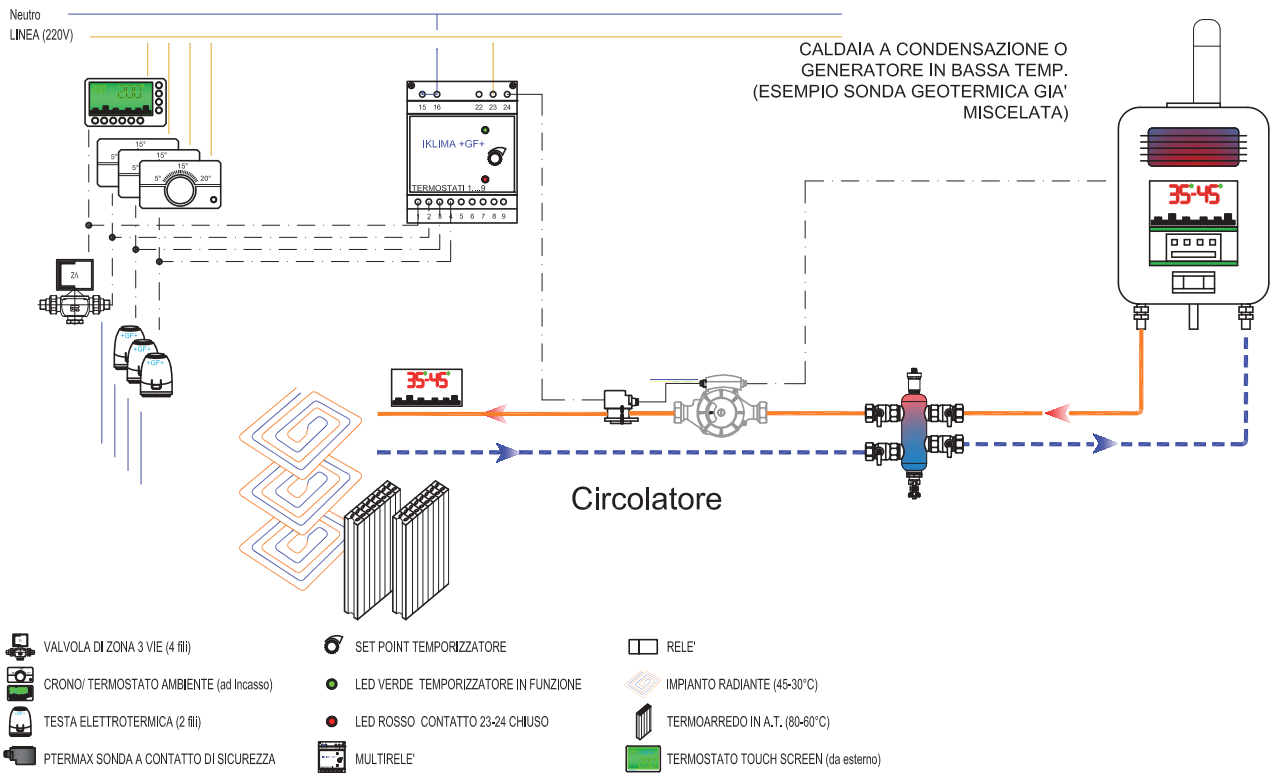 Neutro
LINEA (220V)
CALDAIA A CONDENSAZIONE O
GENERATORE IN BASSA TEMP.
(ESEMPIO SONDA GEOTERMICA GIA'
MISCELATA)
15 16 22 23 24
IKLIMA +GF+
TERMOSTATI 1...9
1 2 3 4 5 6 7 8 9
20.0
15°
5°
15°
5°
15°
5° 20°
35°-45°
VZ
+GF+
+GF+
+GF+
35°-45°
Circolatore
VALVOLA DI ZONA 3 VIE (4 fili)
SET POINT TEMPORIZZATORE
RELE'
CRONO/ TERMOSTATO AMBIENTE (ad Incasso)
LED VERDE TEMPORIZZATORE IN FUNZIONE
IMPIANTO RADIANTE (45-30°C)
TESTA ELETTROTERMICA (2 fili)
LED ROSSO CONTATTO 23-24 CHIUSO
TERMOARREDO IN A.T. (80-60°C)
PTERMAX SONDA A CONTATTO DI SICUREZZA
MULTIRELE'
TERMOSTATO TOUCH SCREEN (da esterno)